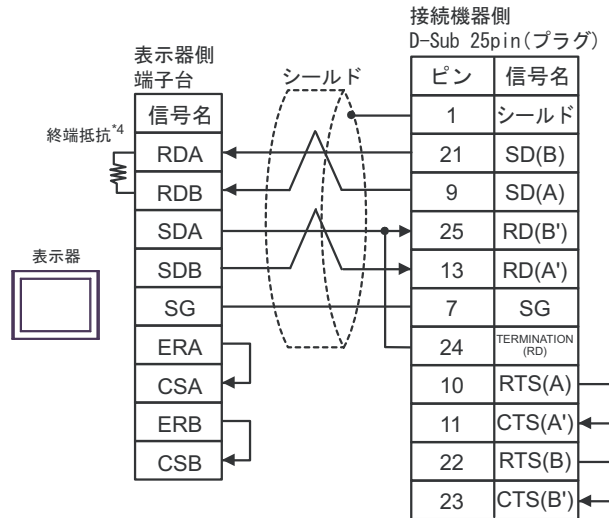 接続機器側
D-Sub 25pin(プラグ)
表示器側
端子台
シールド
ピン 信号名
信号名
1 シールド
終端抵抗*4
RDA
21 SD(B)
RDB
9 SD(A)
SDA
25 RD(B')
表示器
SDB
13 RD(A')
SG
7 SG
ERA
24 TERMINATION
(RD)
CSA
10 RTS(A)
ERB
11 CTS(A')
CSB
22 RTS(B)
23 CTS(B')